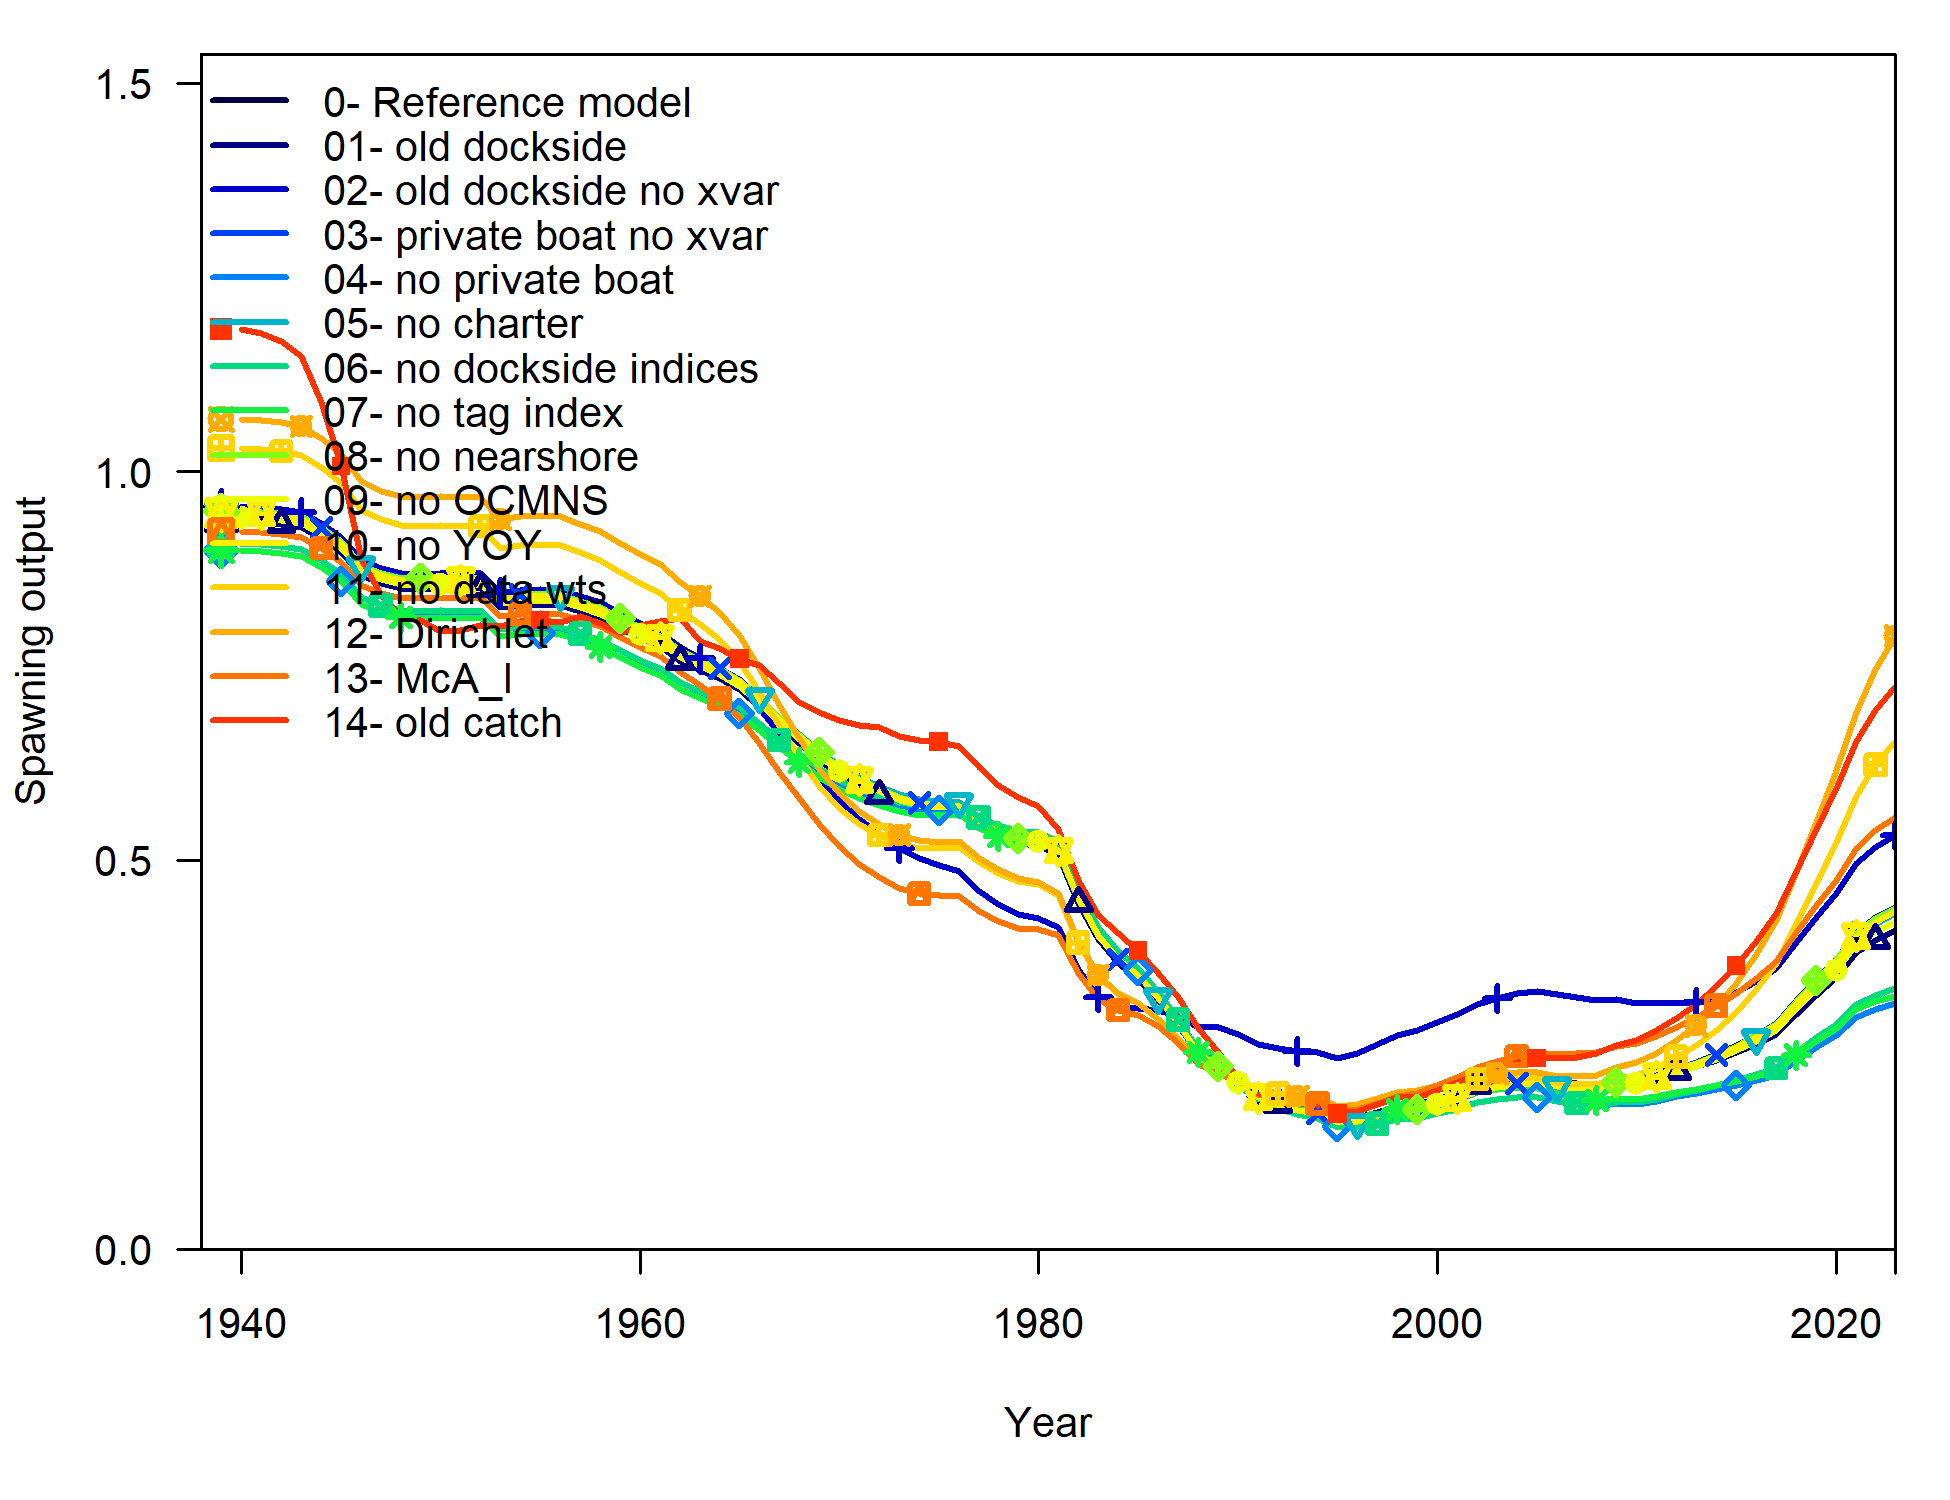 1.5
1.0
0.5
0.0
Spawning output
0- Reference model
01- old dockside
02- old dockside no xvar
03- private boat no xvar
04- no private boat
05- no charter
06- no dockside indices
07- no tag index
08- no nearshore
09- no OCMNS
10- no YOY
11- no data wts
12- Dirichlet
13- McA_I
14- old catch
1940 1960 1980 2000 2020
Year